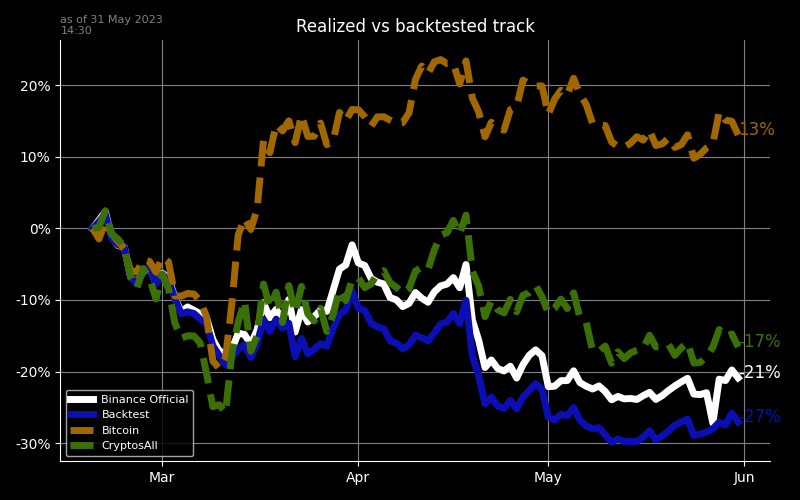 as of 31 May 2023
14:30
Realized vs backtested track
20%
10%
0%
-10%
-20%
-30%
13%
-17%
-21%
-27%
Binance Official
Backtest
Bitcoin
CryptosAll
Mar
Apr
May
Jun